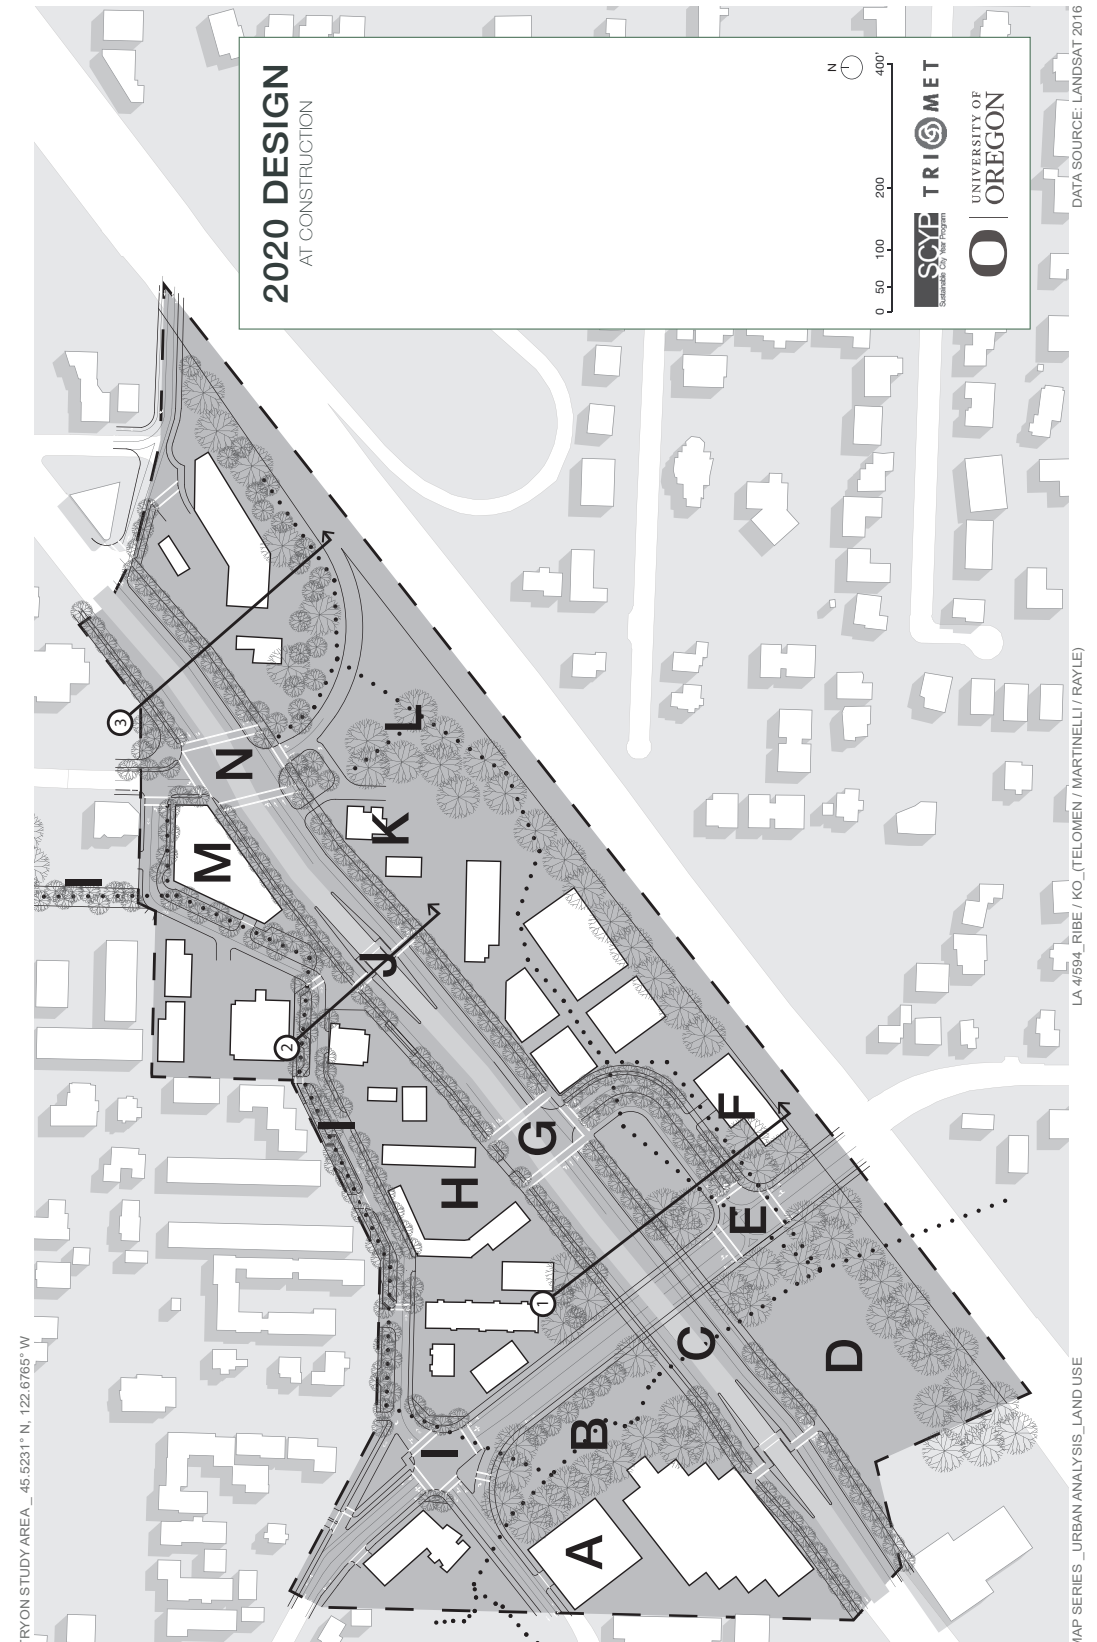 TRYON STUDY AREA _ 45.5231° N, 122.6765° W
2020 DESIGN
AT CONSTRUCTION
N
0 50 100 200 400'
SCYP
Sustainable City Year Program
TRI MET
O
UNIVERSITY OF
OREGON
3
N
M
I
L
K
J
2
I
H
G
F
E
1
C
D
B
I
A
MAP SERIES _URBAN ANALYSIS_LAND USE
LA 4/594_RIBE / KO_(TELOMEN / MARTINELLI / RAYLE)
DATA SOURCE: LANDSAT 2016